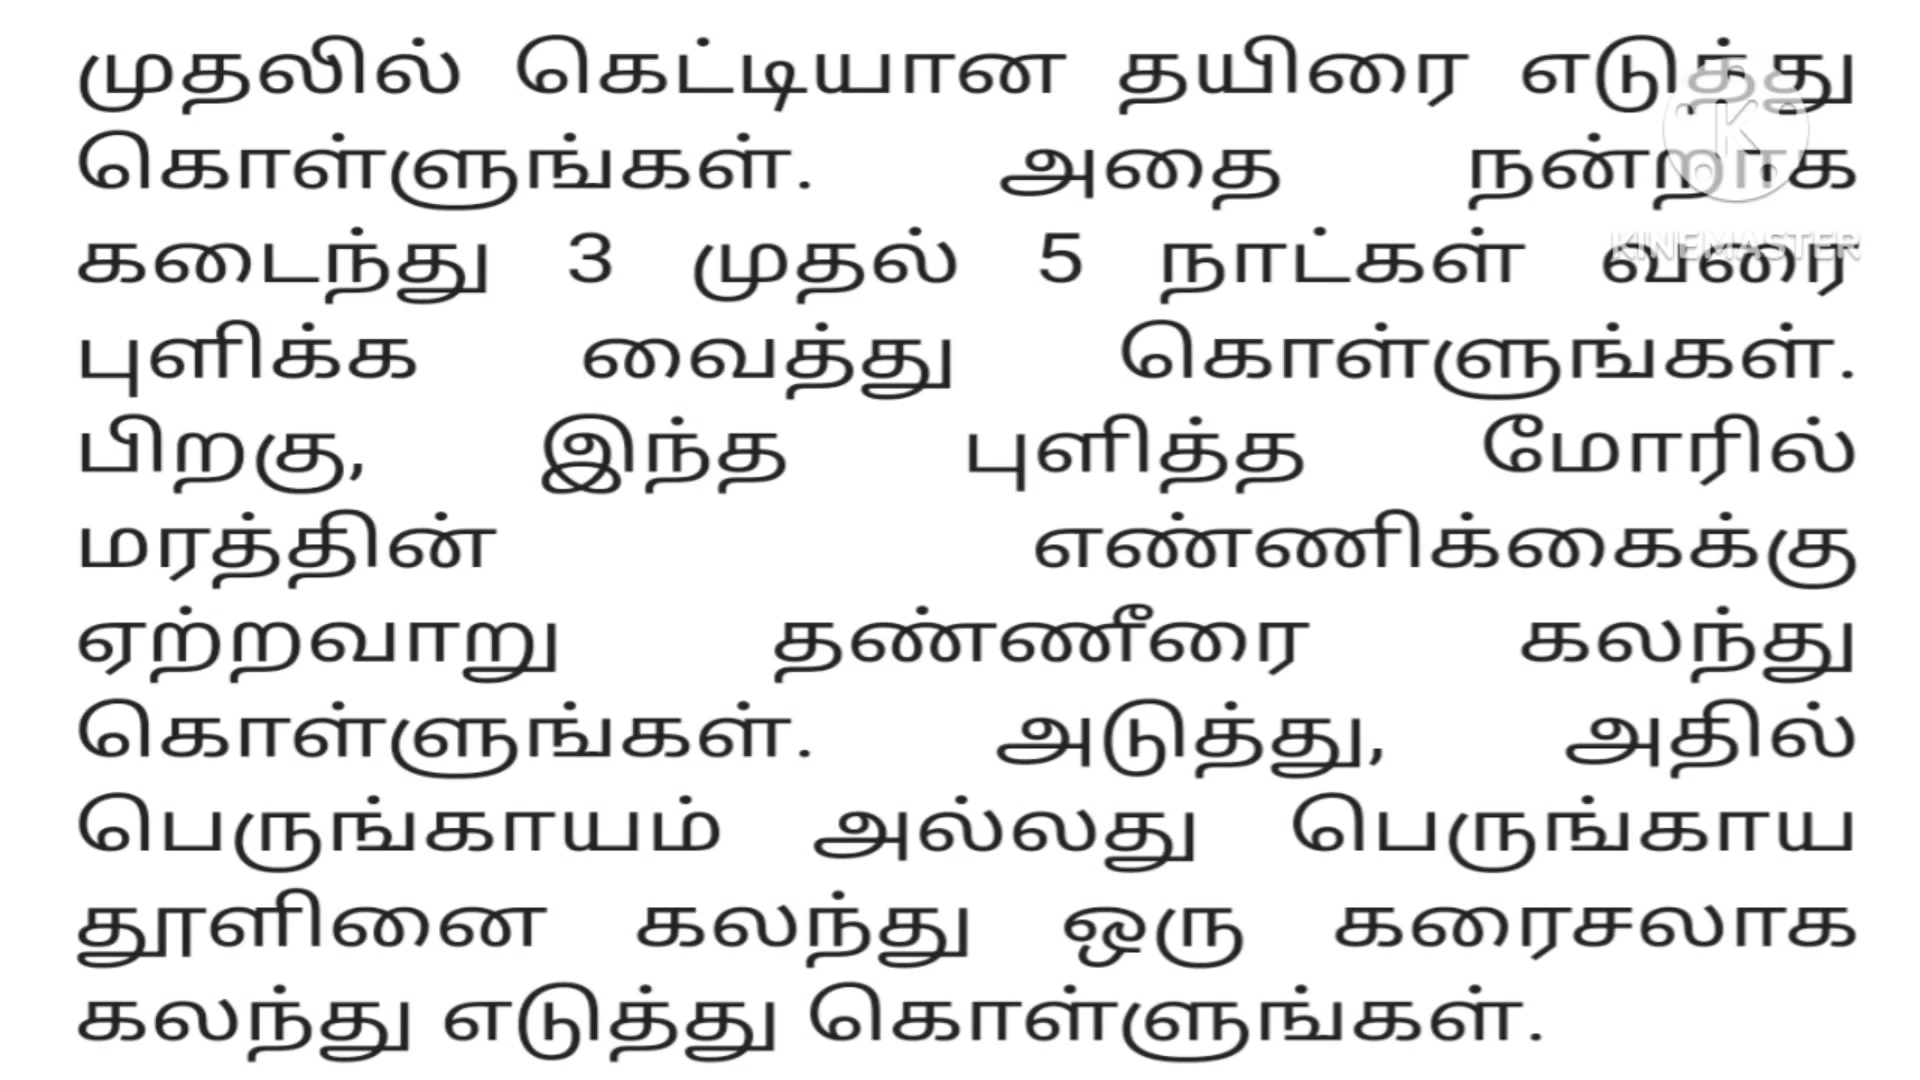 முதலில் கெட்டியான தயிரை எடுத்து
கொள்ளுங்கள். அதை நன்றாக
கடைந்து 3 முதல் 5 நாட்கள் வரை
புளிக்க வைத்து கொள்ளுங்கள்.
பிறகு, இந்த புளித்த மோரில்
மரத்தின் எண்ணிக்கைக்கு
ஏற்றவாறு தண்ணீரை கலந்து
கொள்ளுங்கள். அடுத்து, அதில்
பெருங்காயம் அல்லது பெருங்காய
தூளினை கலந்து ஒரு கரைசலாக
கலந்து எடுத்து கொள்ளுங்கள்.
K
KINEMASTER